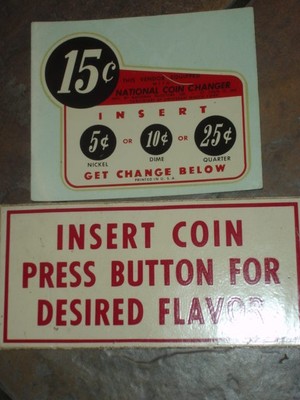 15¢
NATIONAL COIN CHANGER
INSERT
5¢ OR 10¢ OR 25¢
NICKEL DIME QUARTER
GET CHANGE BELOW
PRINTED IN U.S.A.
INSERT COIN
PRESS BUTTON FOR
DESIRED FLAVOR